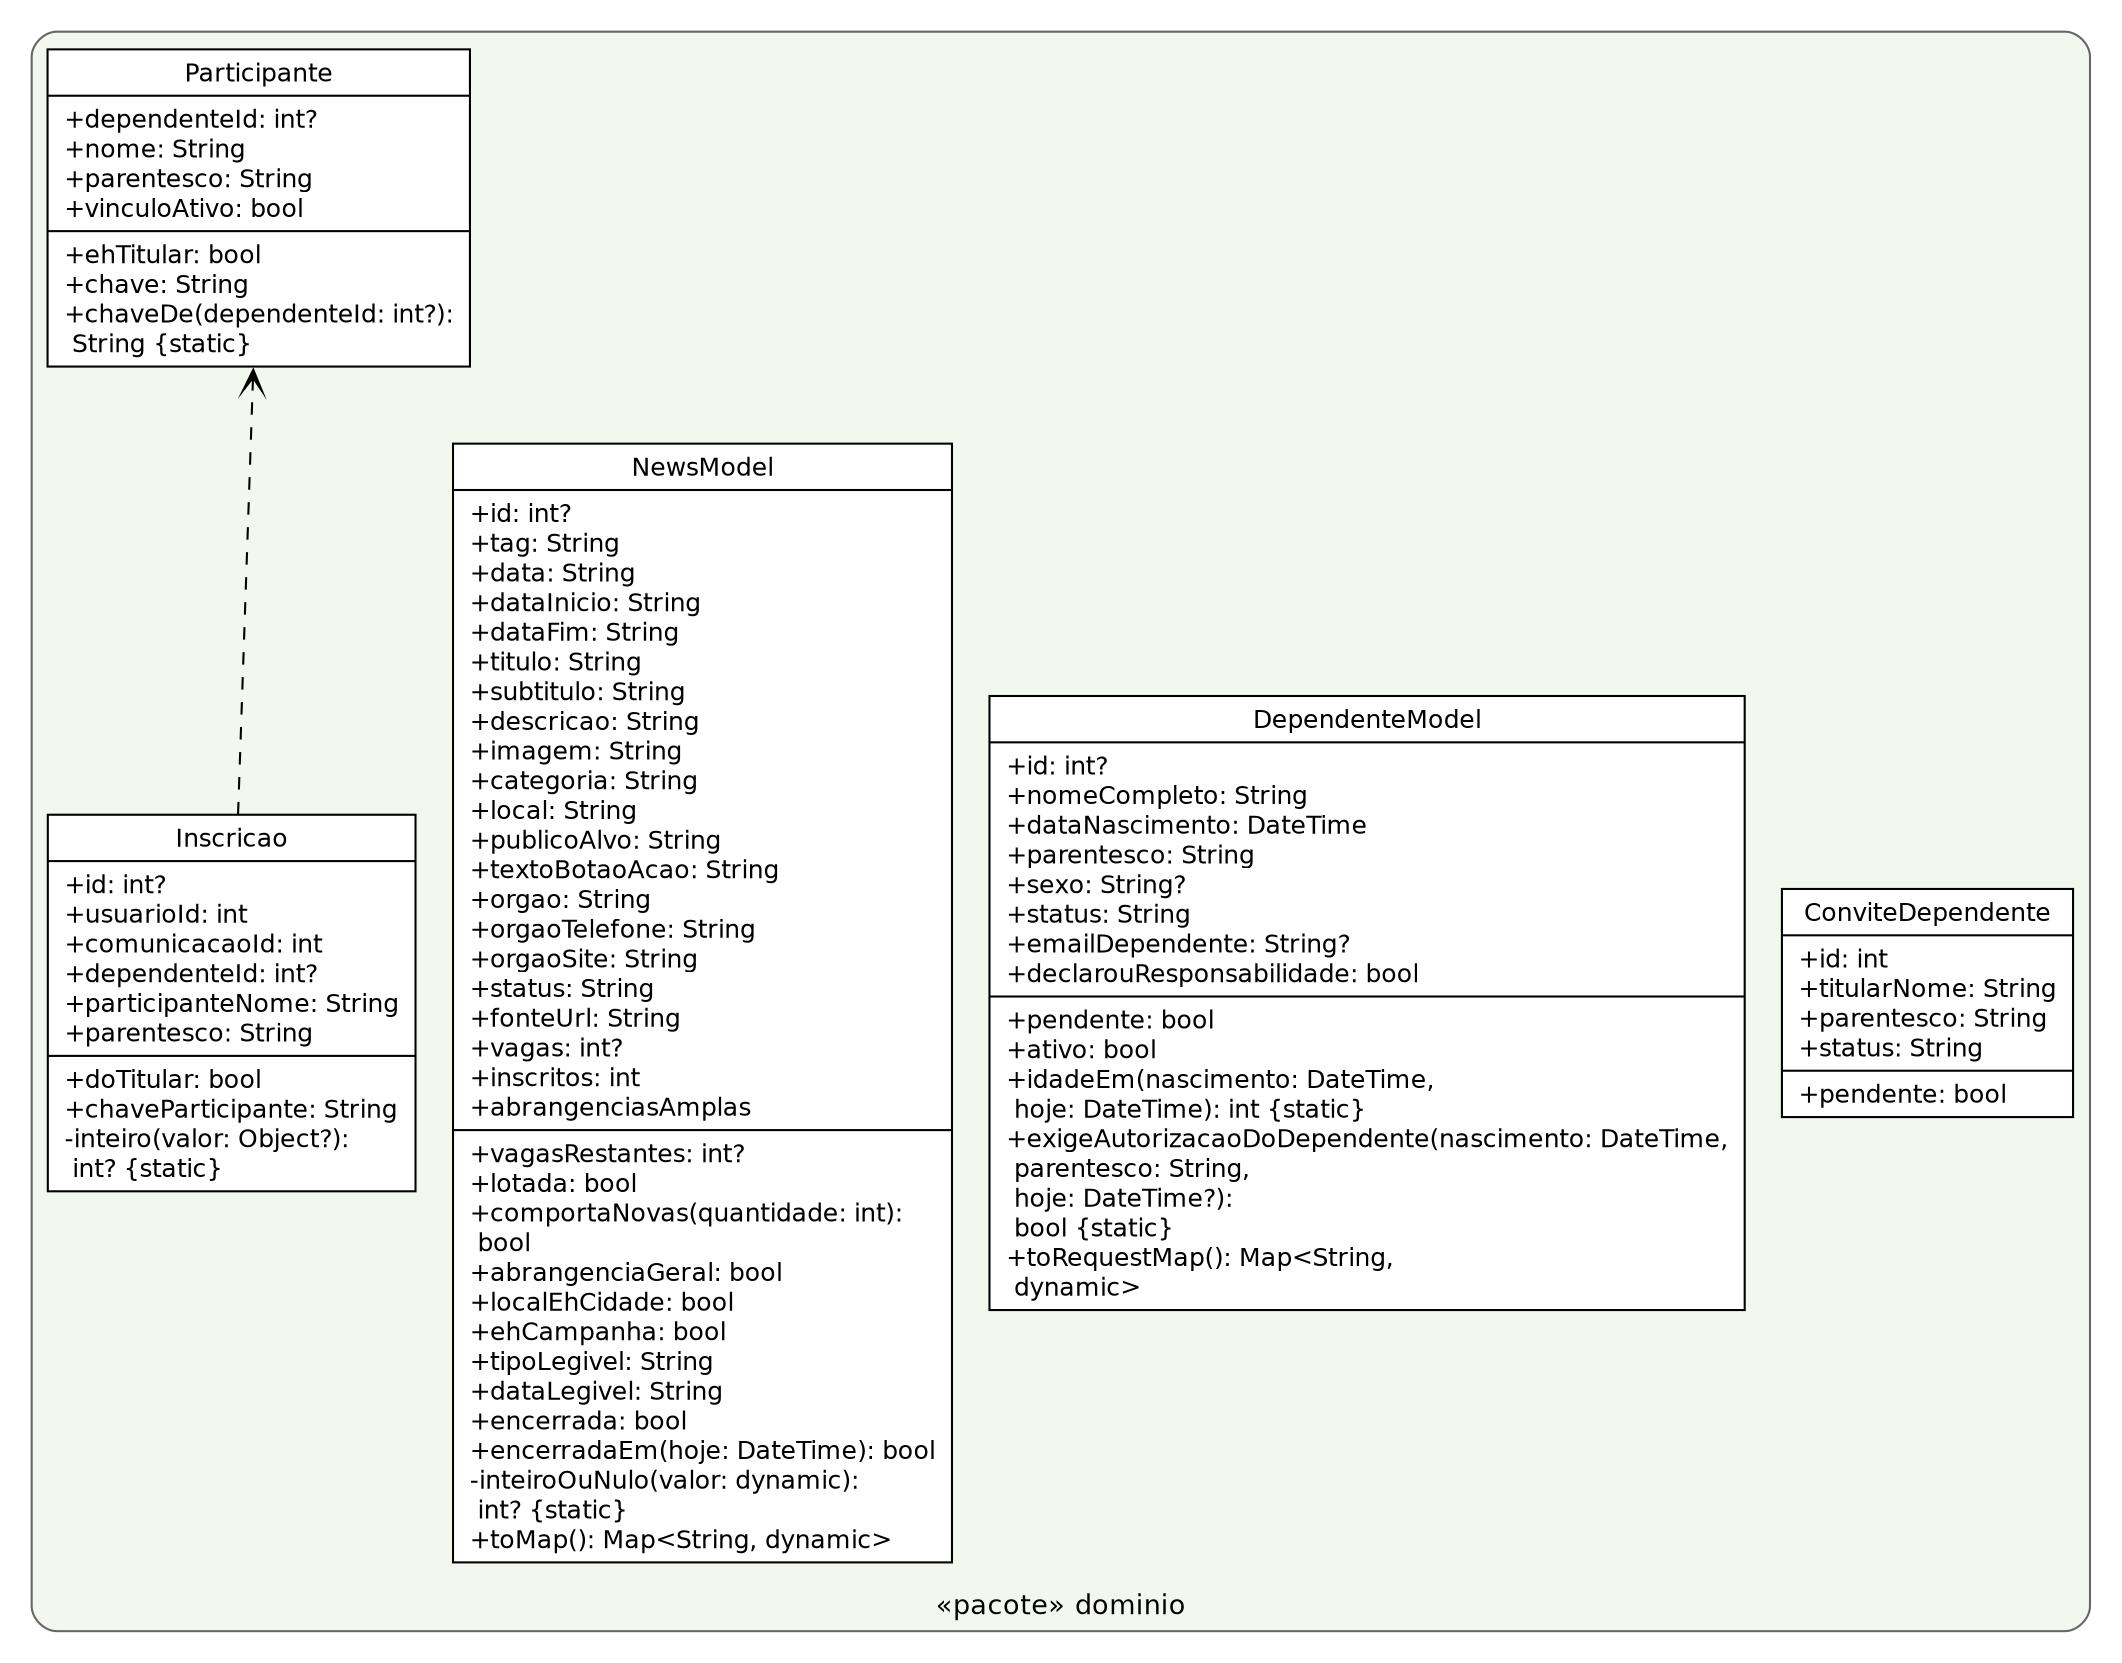 Participante
+dependenteId: int?
+nome: String
+parentesco: String
+vinculoAtivo: bool
+ehTitular: bool
+chave: String
+chaveDe(dependenteId: int?):
String {static}
NewsModel
+id: int?
+tag: String
+data: String
+dataInicio: String
+dataFim: String
+titulo: String
+subtitulo: String
+descricao: String
+imagem: String
+categoria: String
+local: String
+publicoAlvo: String
+textoBotaoAcao: String
+orgao: String
+orgaoTelefone: String
+orgaoSite: String
+status: String
+fonteUrl: String
+vagas: int?
+inscritos: int
+abrangenciasAmplas
+vagasRestantes: int?
+lotada: bool
+comportaNovas(quantidade: int):
bool
+abrangenciaGeral: bool
+localEhCidade: bool
+ehCampanha: bool
+tipoLegivel: String
+dataLegivel: String
+encerrada: bool
+encerradaEm(hoje: DateTime): bool
-inteiroOuNulo(valor: dynamic):
int? {static}
+toMap(): Map<String, dynamic>
DependenteModel
+id: int?
+nomeCompleto: String
+dataNascimento: DateTime
+parentesco: String
+sexo: String?
+status: String
+emailDependente: String?
+declarouResponsabilidade: bool
+pendente: bool
+ativo: bool
+idadeEm(nascimento: DateTime,
hoje: DateTime): int {static}
+exigeAutorizacaoDoDependente(nascimento: DateTime,
parentesco: String,
hoje: DateTime?):
bool {static}
+toRequestMap(): Map<String,
dynamic>
Inscricao
+id: int?
+usuarioId: int
+comunicacaoId: int
+dependenteId: int?
+participanteNome: String
+parentesco: String
+doTitular: bool
+chaveParticipante: String
-inteiro(valor: Object?):
int? {static}
ConviteDependente
+id: int
+titularNome: String
+parentesco: String
+status: String
+pendente: bool
«pacote» dominio